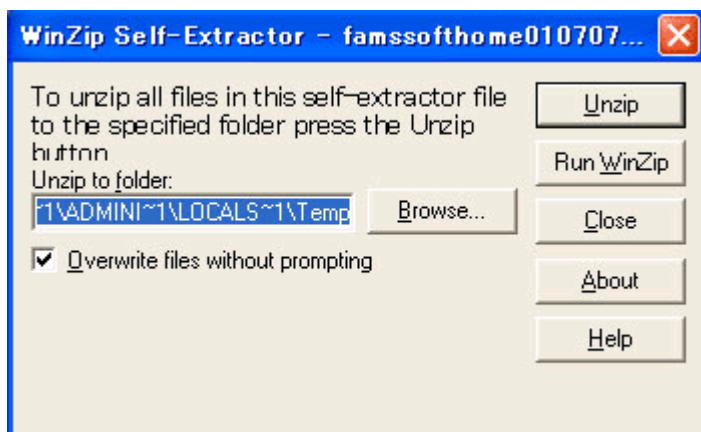 WinZip Self-Extractor - famssofthome010707...
To unzip all files in this self-extractor file
to the specified folder press the Unzip
button
Unzip to folder:
~1\ADMINI~1\LOCALS~1\Temp
Browse...
Overwrite files without prompting
Unzip
Run WinZip
Close
About
Help